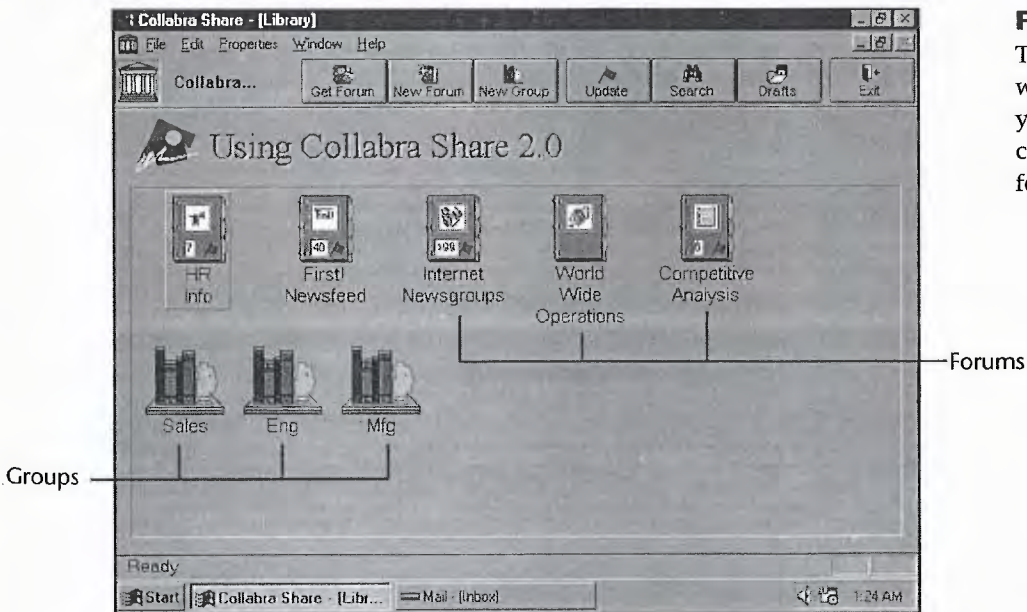 Collabra Share - [Library]
File Edit Properties Window Help
Collabra...
Get Forum
New Forum
New Group
Update
Search
Drafts
Exit
Using Collabra Share 2.0
7
40
HR
Info
First!
Newsfeed
Internet
Newsgroups
World
Wide
Operations
Competitive
Analysis
Forums
Sales
Eng
Mfg
Groups
Ready
Start
Collabra Share - [Libr...
Mail - [Inbox]
1:24 AM